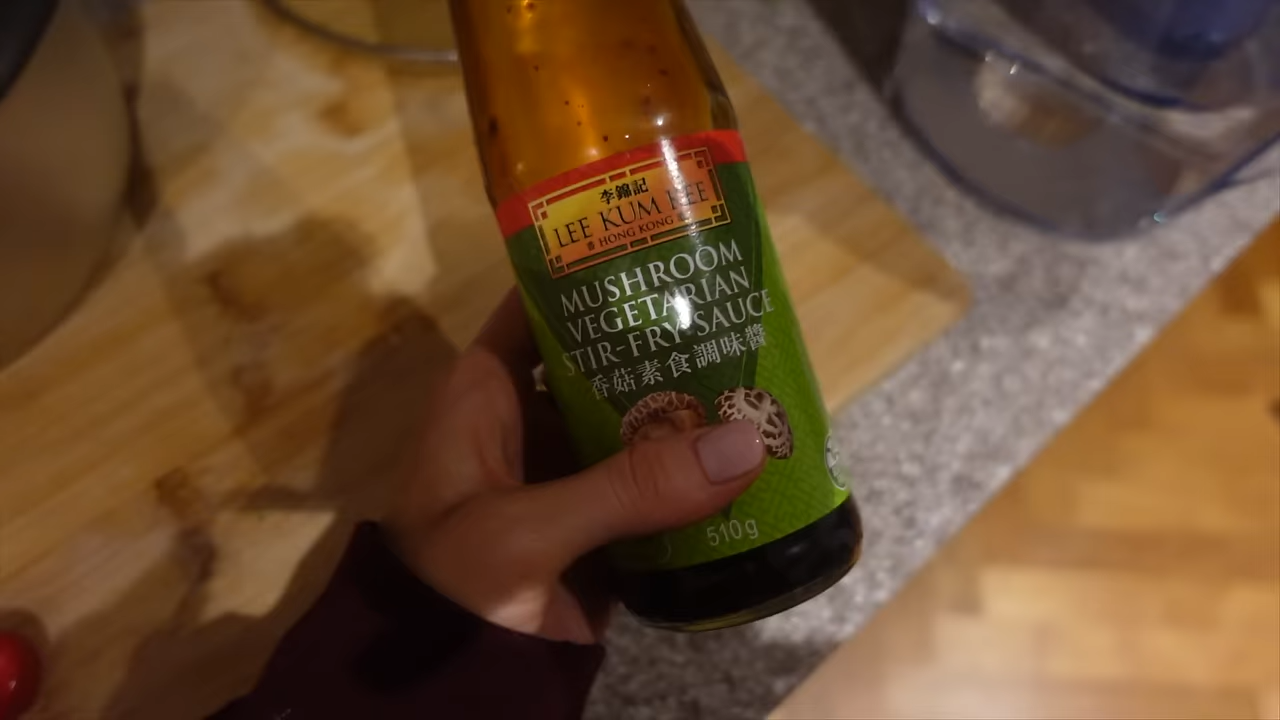 李錦記
LEE KUM KEE
HONG KONG
MUSHROOM
VEGETARIAN
STIR-FRY SAUCE
香菇素食調味醬
510g